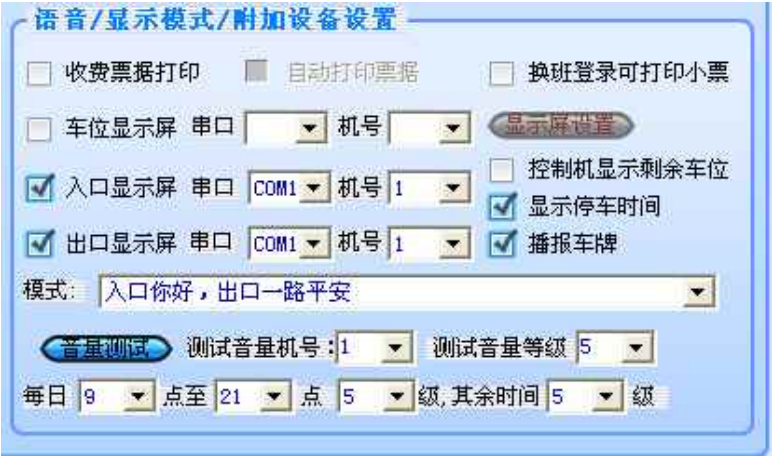 语音/显示模式/附加设备设置
收费票据打印 自动打印票据 换班登录可打印小票
车位显示屏 串口 机号 显示屏设置
控制机显示剩余车位
入口显示屏 串口 COM1 机号 1
显示停车时间
出口显示屏 串口 COM1 机号 1 播报车牌
模式: 入口你好，出口一路平安
音量测试 测试音量机号:1 测试音量等级 5
每日 9 点至 21 点 5 级,其余时间 5 级